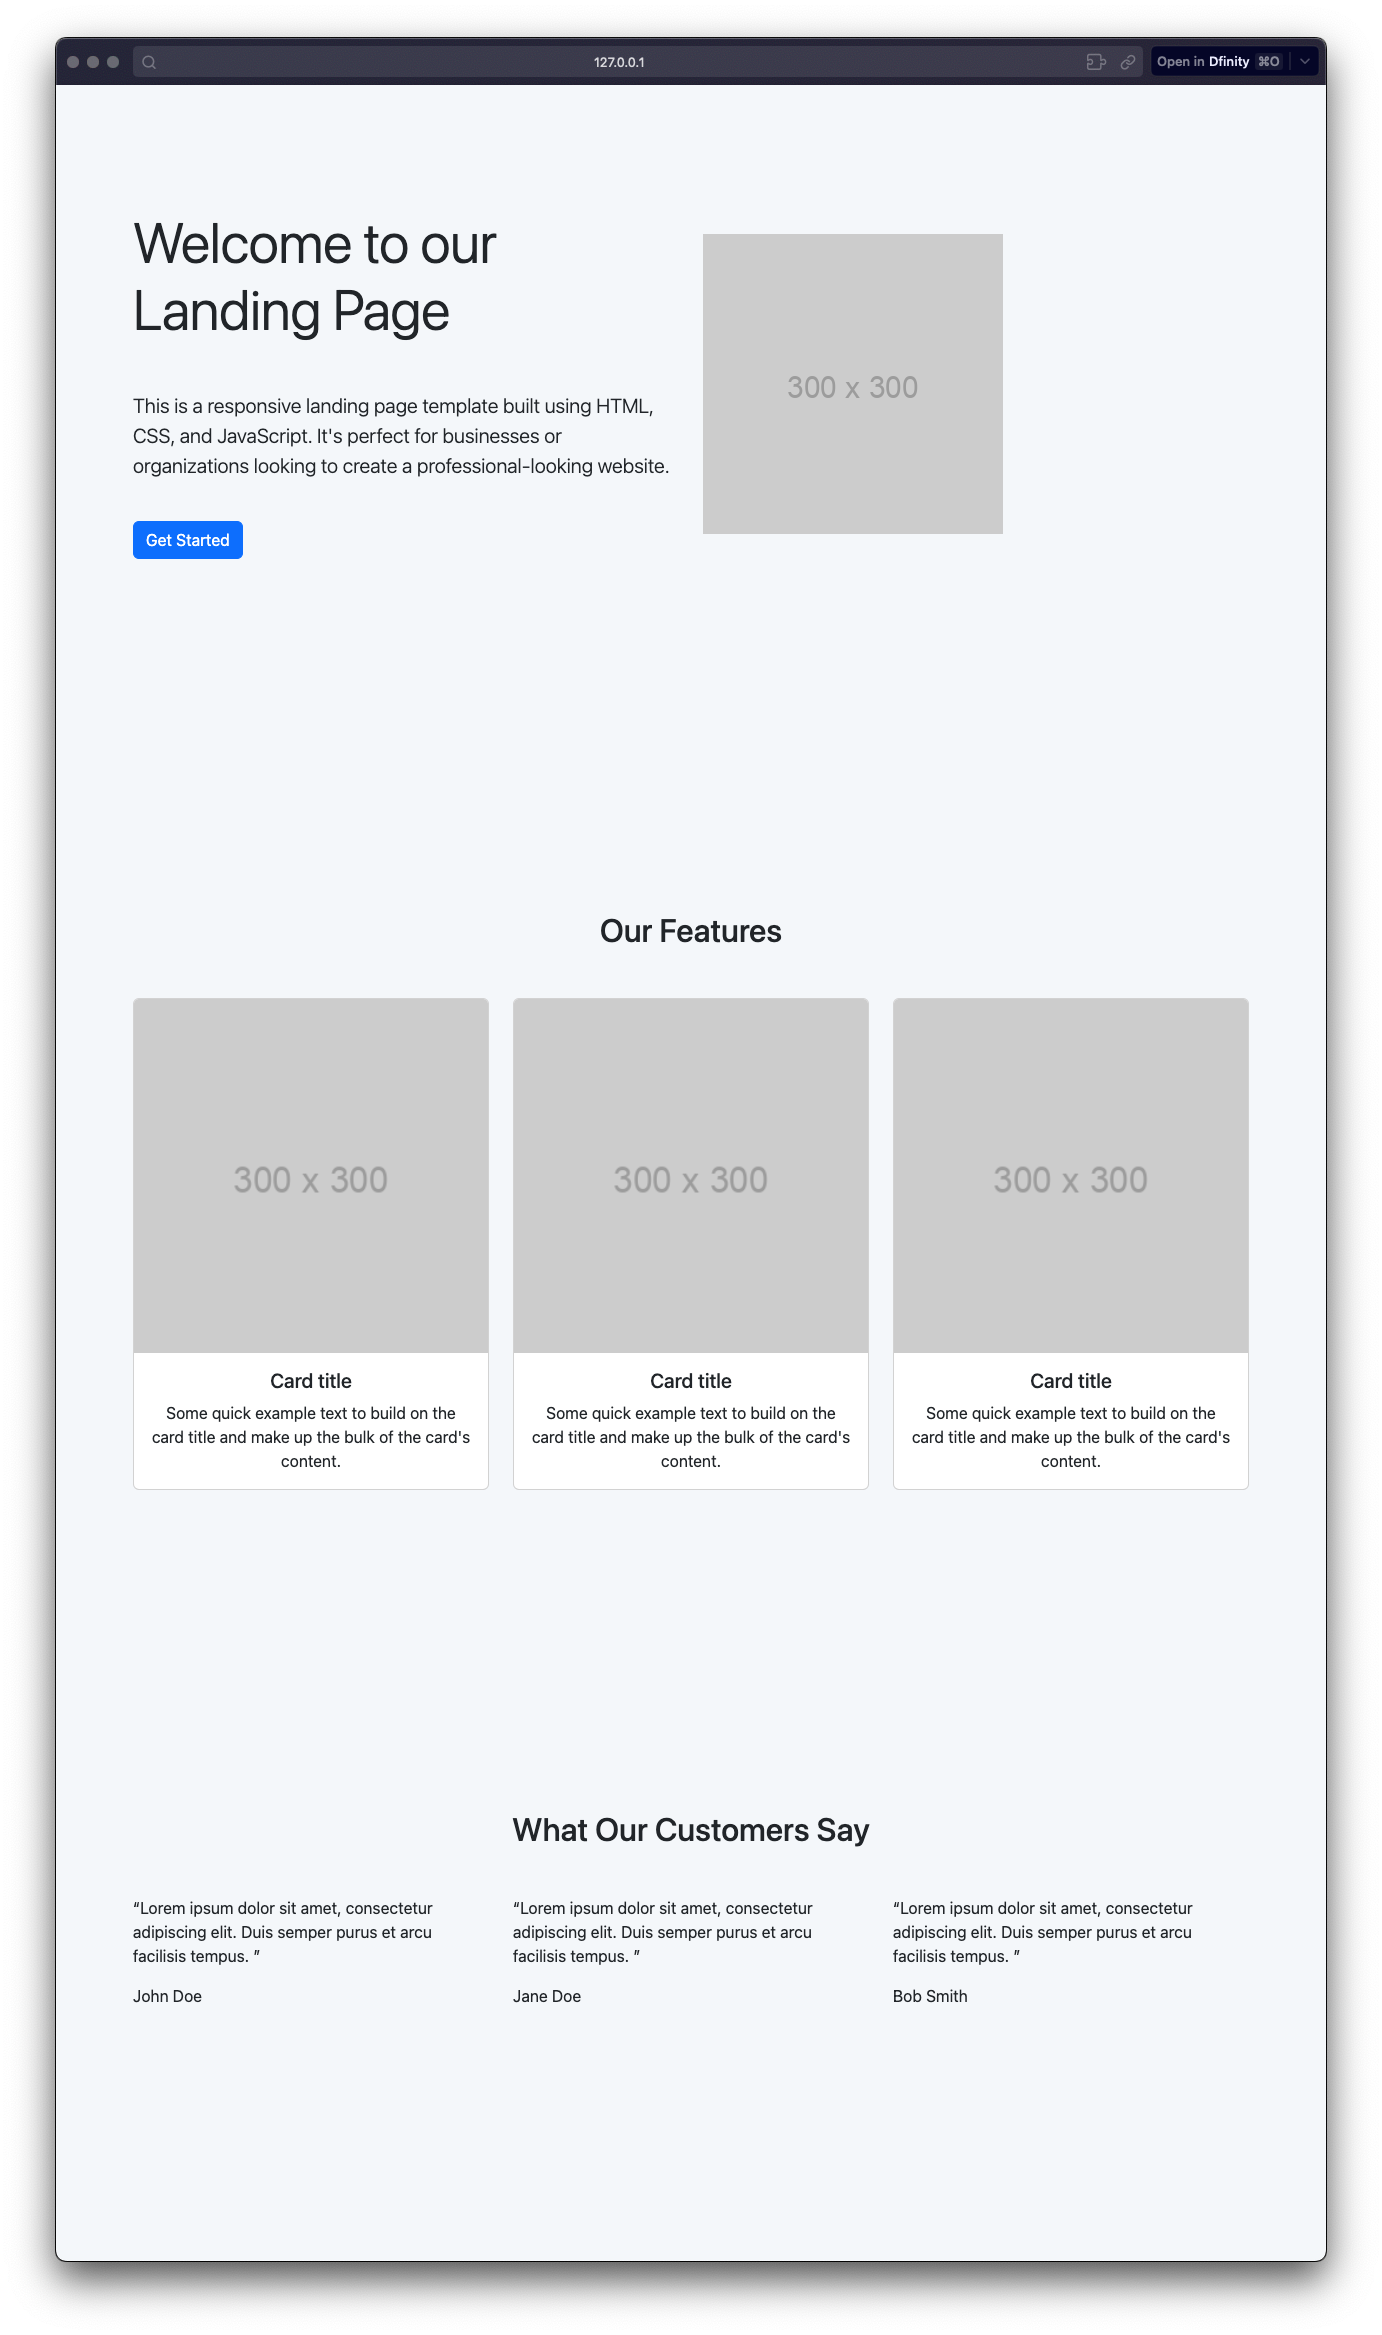 127.0.0.1
Open in Dfinity ⌘O
Welcome to our
Landing Page
This is a responsive landing page template built using HTML,
CSS, and JavaScript. It's perfect for businesses or
organizations looking to create a professional-looking website.
Get Started
300 x 300
Our Features
300 x 300
Card title
Some quick example text to build on the
card title and make up the bulk of the card's
content.
300 x 300
Card title
Some quick example text to build on the
card title and make up the bulk of the card's
content.
300 x 300
Card title
Some quick example text to build on the
card title and make up the bulk of the card's
content.
What Our Customers Say
“Lorem ipsum dolor sit amet, consectetur
adipiscing elit. Duis semper purus et arcu
facilisis tempus. ”
John Doe
“Lorem ipsum dolor sit amet, consectetur
adipiscing elit. Duis semper purus et arcu
facilisis tempus. ”
Jane Doe
“Lorem ipsum dolor sit amet, consectetur
adipiscing elit. Duis semper purus et arcu
facilisis tempus. ”
Bob Smith